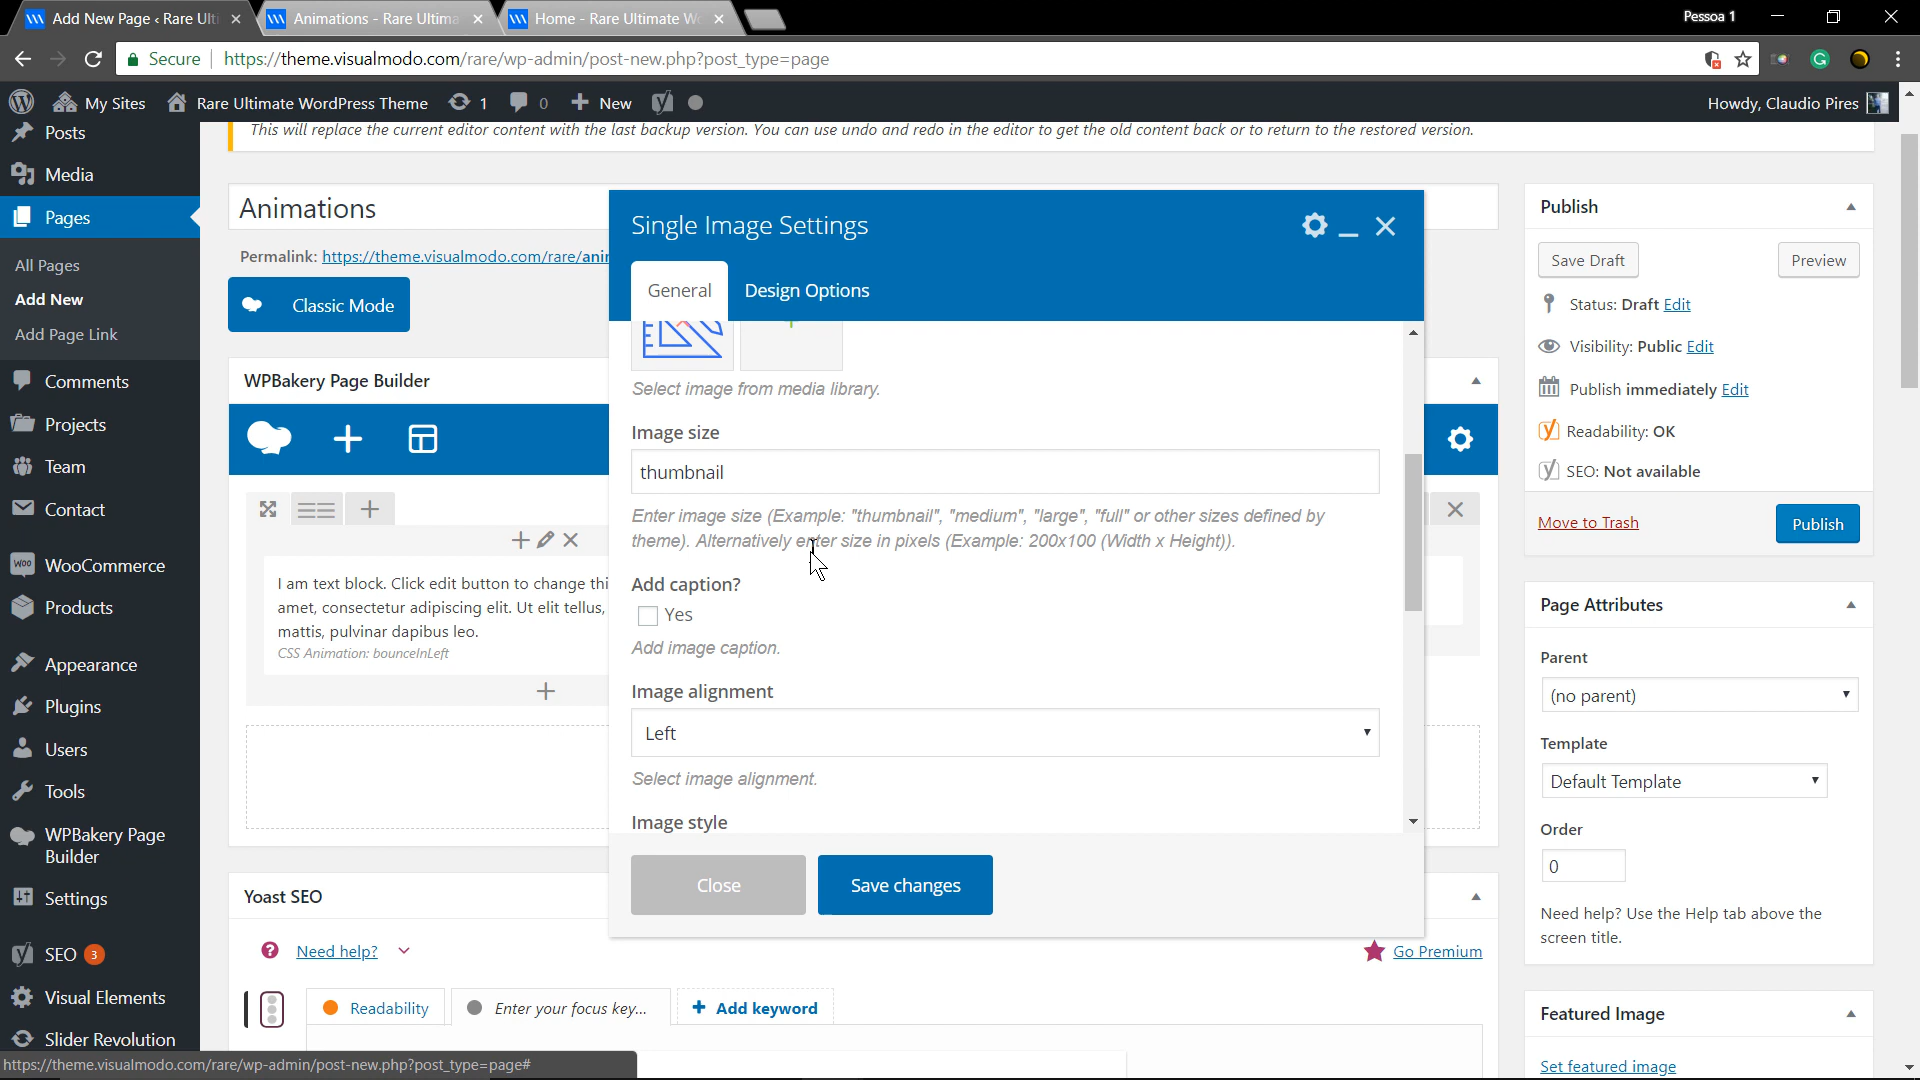 Add New Page ‹ Rare Ult
Animations - Rare Ultima
Home - Rare Ultimate W
Pessoa 1
Secure
https://theme.visualmodo.com/rare/wp-admin/post-new.php?post_type=page
My Sites
Rare Ultimate WordPress Theme
1
0
New
Howdy, Claudio Pires
Posts
Media
Pages
All Pages
Add New
Add Page Link
Comments
Projects
Team
Contact
WooCommerce
Products
Appearance
Plugins
Users
Tools
WPBakery Page
Builder
Settings
SEO 3
Visual Elements
Slider Revolution
This will replace the current editor content with the last backup version. You can use undo and redo in the editor to get the old content back or to return to the restored version.
Animations
Permalink: https://theme.visualmodo.com/rare/ani
Classic Mode
WPBakery Page Builder
I am text block. Click edit button to change thi
amet, consectetur adipiscing elit. Ut elit tellus,
mattis, pulvinar dapibus leo.
CSS Animation: bounceInLeft
Yoast SEO
Need help?
Go Premium
Readability
Enter your focus key...
Add keyword
Single Image Settings
General
Design Options
Select image from media library.
Image size
thumbnail
Enter image size (Example: "thumbnail", "medium", "large", "full" or other sizes defined by
theme). Alternatively enter size in pixels (Example: 200x100 (Width x Height)).
Add caption?
Yes
Add image caption.
Image alignment
Left
Select image alignment.
Image style
Close
Save changes
Publish
Save Draft
Preview
Status: Draft Edit
Visibility: Public Edit
Publish immediately Edit
Readability: OK
SEO: Not available
Move to Trash
Publish
Page Attributes
Parent
(no parent)
Template
Default Template
Order
0
Need help? Use the Help tab above the
screen title.
Featured Image
Set featured image
https://theme.visualmodo.com/rare/wp-admin/post-new.php?post_type=page#